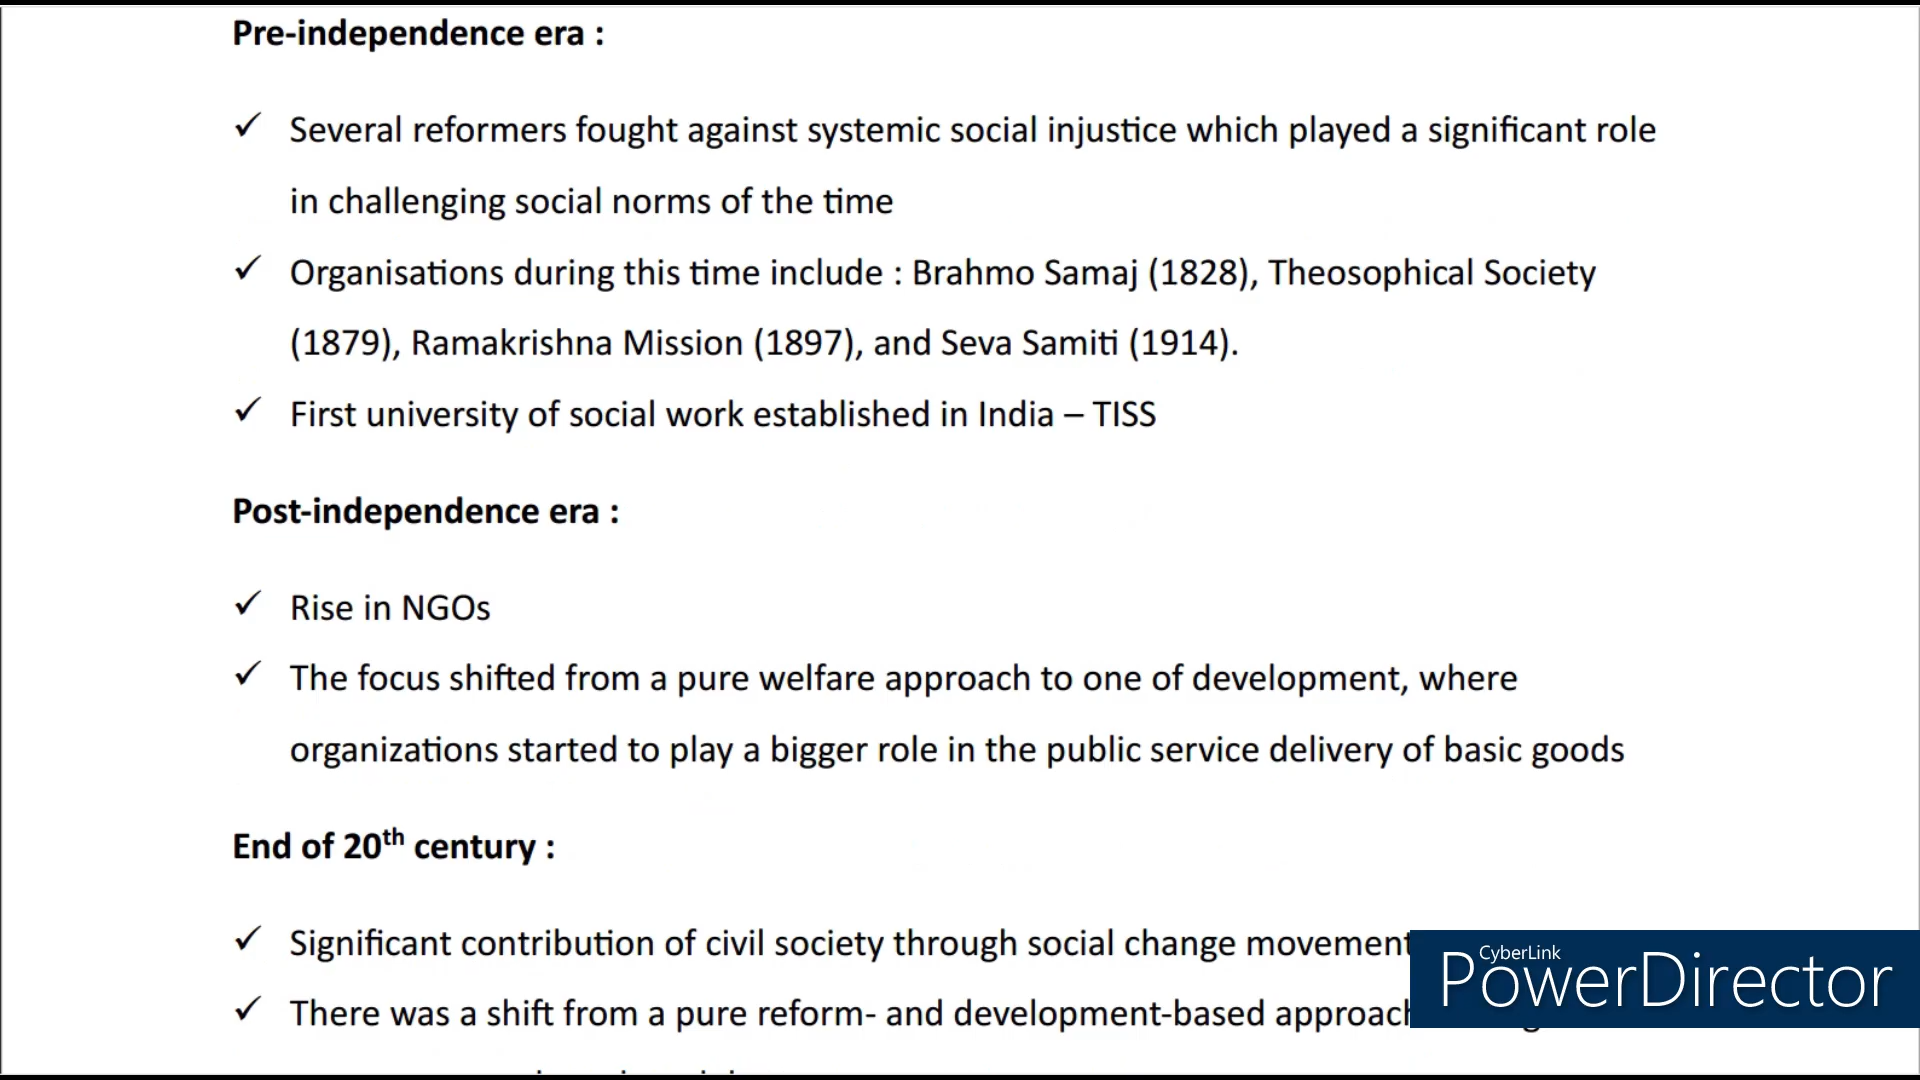 Pre-independence era :
✓ Several reformers fought against systemic social injustice which played a significant role
in challenging social norms of the time
✓ Organisations during this time include : Brahmo Samaj (1828), Theosophical Society
(1879), Ramakrishna Mission (1897), and Seva Samiti (1914).
✓ First university of social work established in India – TISS
Post-independence era :
✓ Rise in NGOs
✓ The focus shifted from a pure welfare approach to one of development, where
organizations started to play a bigger role in the public service delivery of basic goods
End of 20th century :
✓ Significant contribution of civil society through social change movement
✓ There was a shift from a pure reform- and development-based approach
CyberLink
PowerDirector